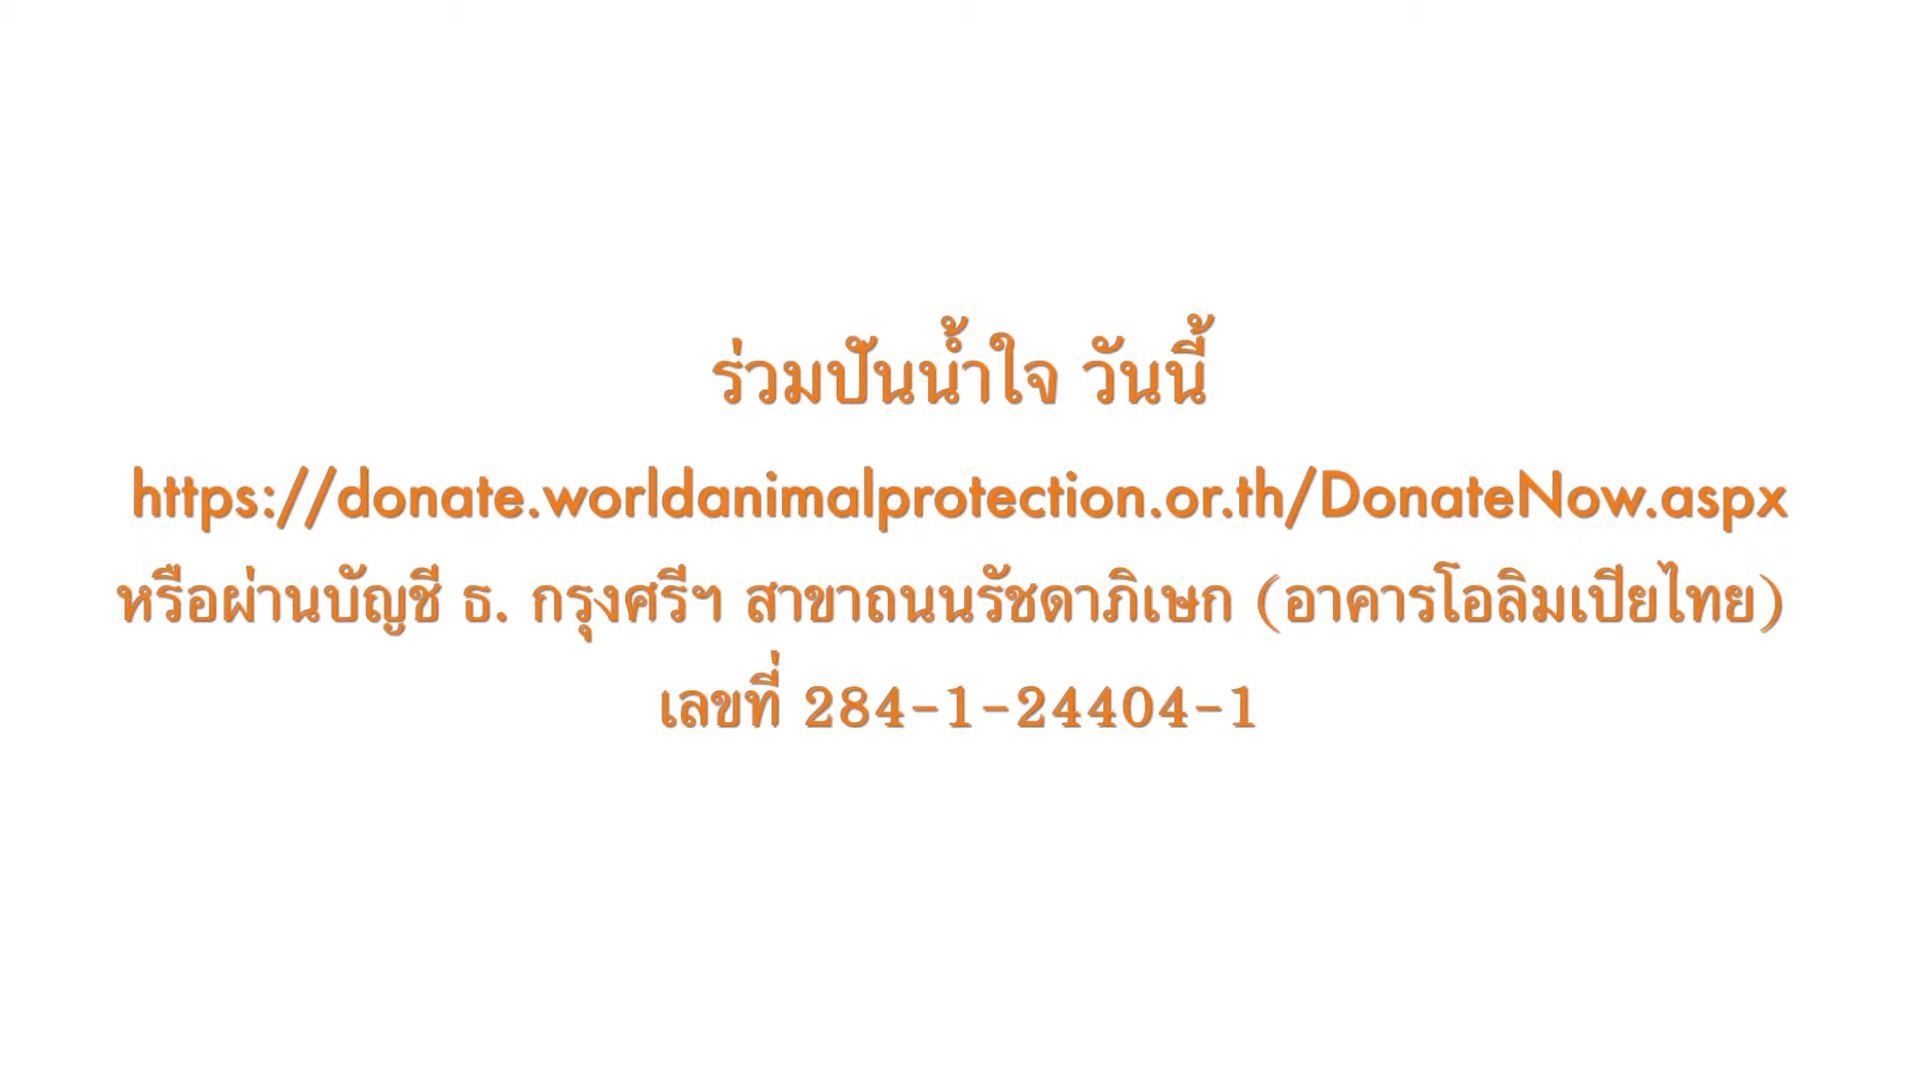 ร่วมปันน้ำใจ วันนี้
https://donate.worldanimalprotection.or.th/DonateNow.aspx
หรือผ่านบัญชี ธ. กรุงศรีฯ สาขาถนนรัชดาภิเษก (อาคารโอลิมเปียไทย)
เลขที่ 284-1-24404-1